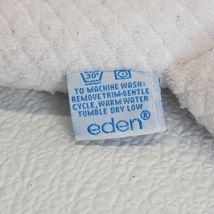 30°
TO MACHINE WASH:
REMOVE TRIM-GENTLE
CYCLE, WARM WATER
TUMBLE DRY LOW
eden®